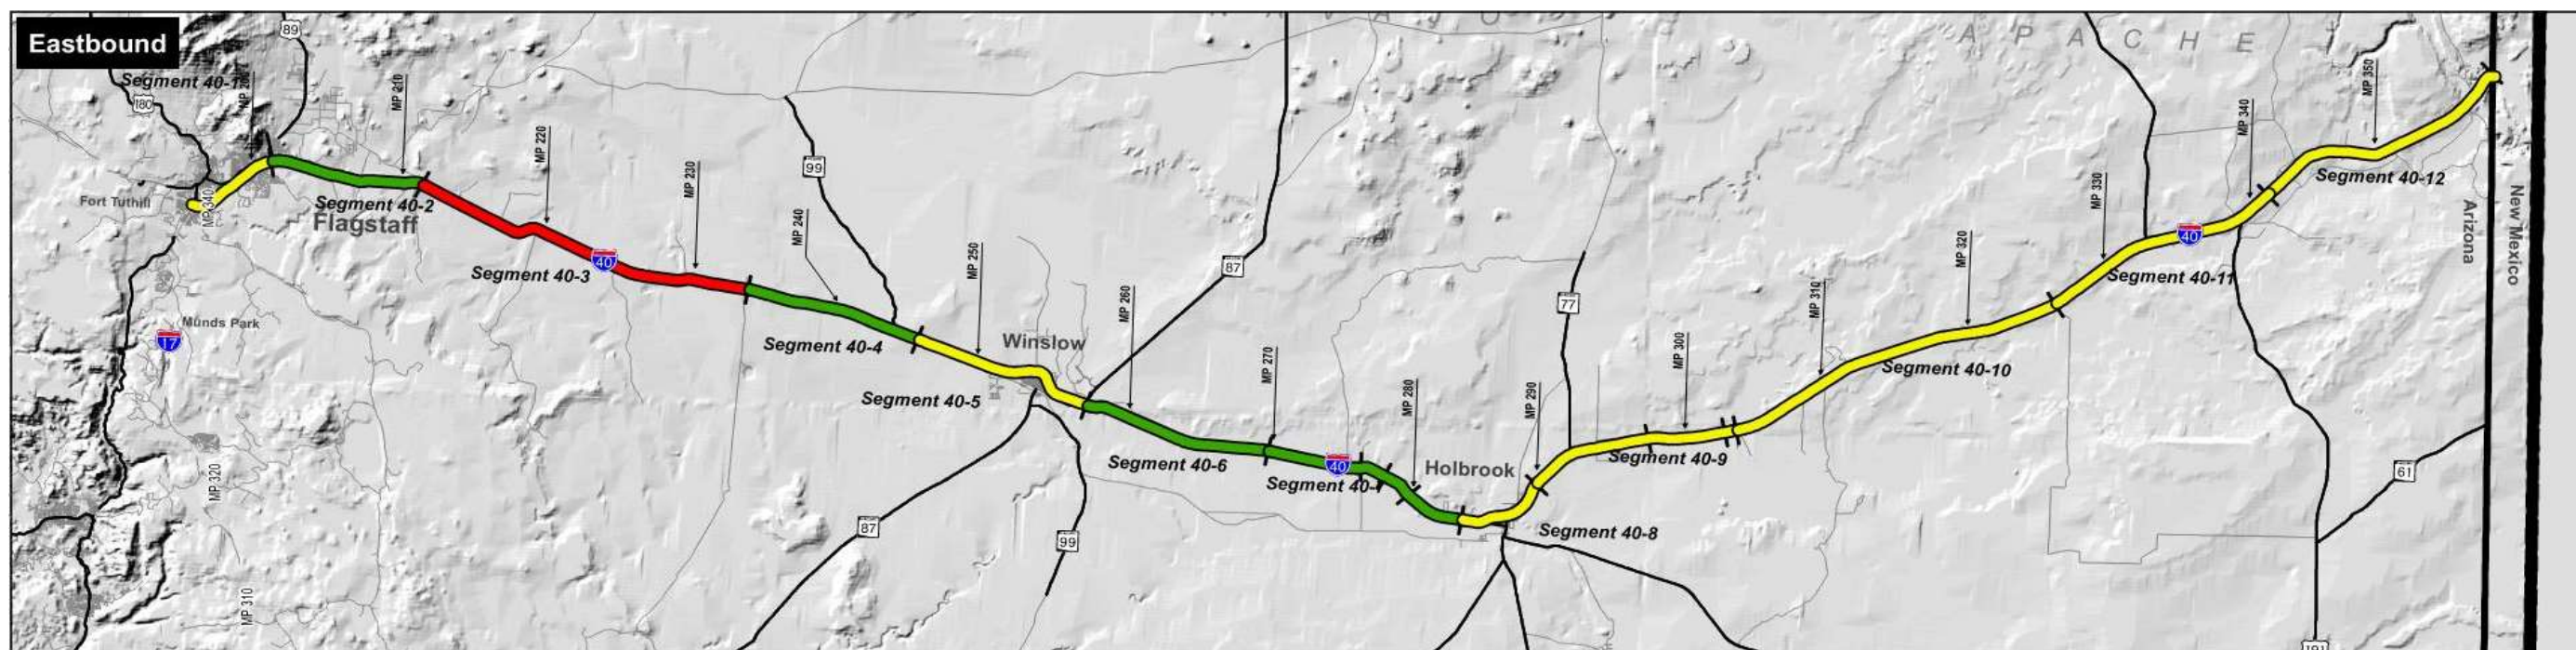 Eastbound
89
N A V A J O
A P A C H E
Segment 40-1
MP 200
180
MP 210
MP 220
MP 230
99
MP 240
MP 250
87
MP 260
MP 270
MP 280
77
MP 290
MP 300
MP 310
MP 320
MP 330
MP 340
MP 350
Fort Tuthill
MP 340
Segment 40-2
Flagstaff
Segment 40-3
40
Segment 40-4
Winslow
Segment 40-5
Segment 40-6
40
Segment 40-7
Holbrook
Segment 40-8
Segment 40-9
Segment 40-10
Segment 40-11
40
Segment 40-12
Arizona
New Mexico
Munds Park
17
MP 320
MP 310
87
99
61
191